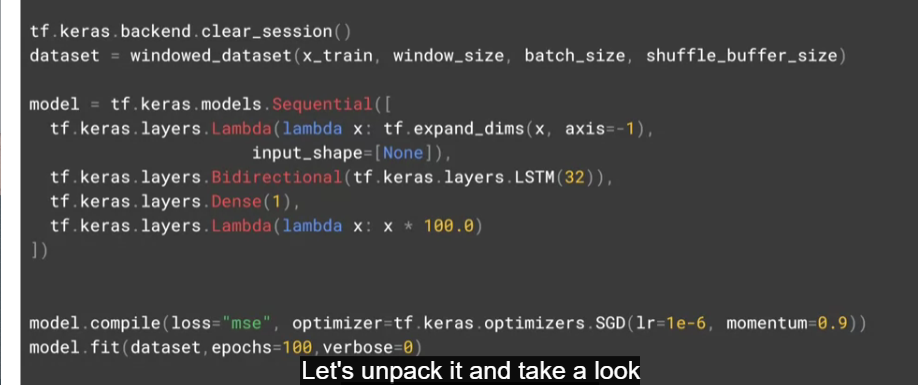 tf.keras.backend.clear_session()
dataset = windowed_dataset(x_train, window_size, batch_size, shuffle_buffer_size)
model = tf.keras.models.Sequential([
tf.keras.layers.Lambda(lambda x: tf.expand_dims(x, axis=-1),
input_shape=[None]),
tf.keras.layers.Bidirectional(tf.keras.layers.LSTM(32)),
tf.keras.layers.Dense(1),
tf.keras.layers.Lambda(lambda x: x * 100.0)
])
model.compile(loss="mse", optimizer=tf.keras.optimizers.SGD(lr=1e-6, momentum=0.9))
model.fit(dataset,epochs=100,verbose=0)
Let's unpack it and take a look